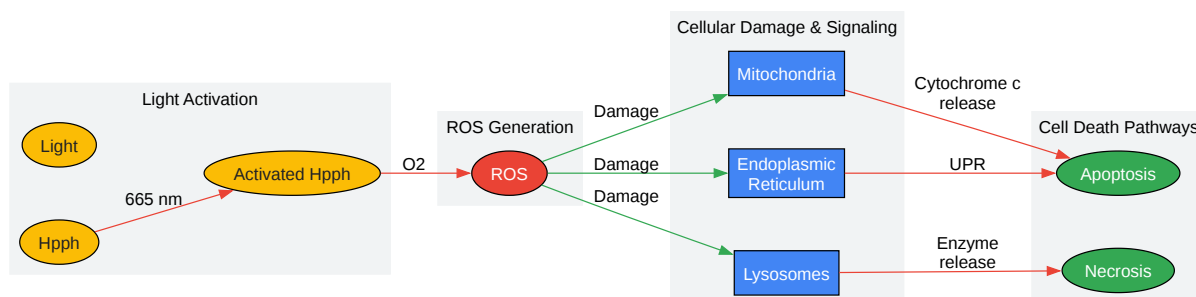 Light Activation
Light
Hpph
665 nm
Activated Hpph
O2
ROS Generation
ROS
Damage
Damage
Damage
Cellular Damage & Signaling
Mitochondria
Endoplasmic
Reticulum
Lysosomes
Cytochrome c
release
UPR
Enzyme
release
Cell Death Pathways
Apoptosis
Necrosis